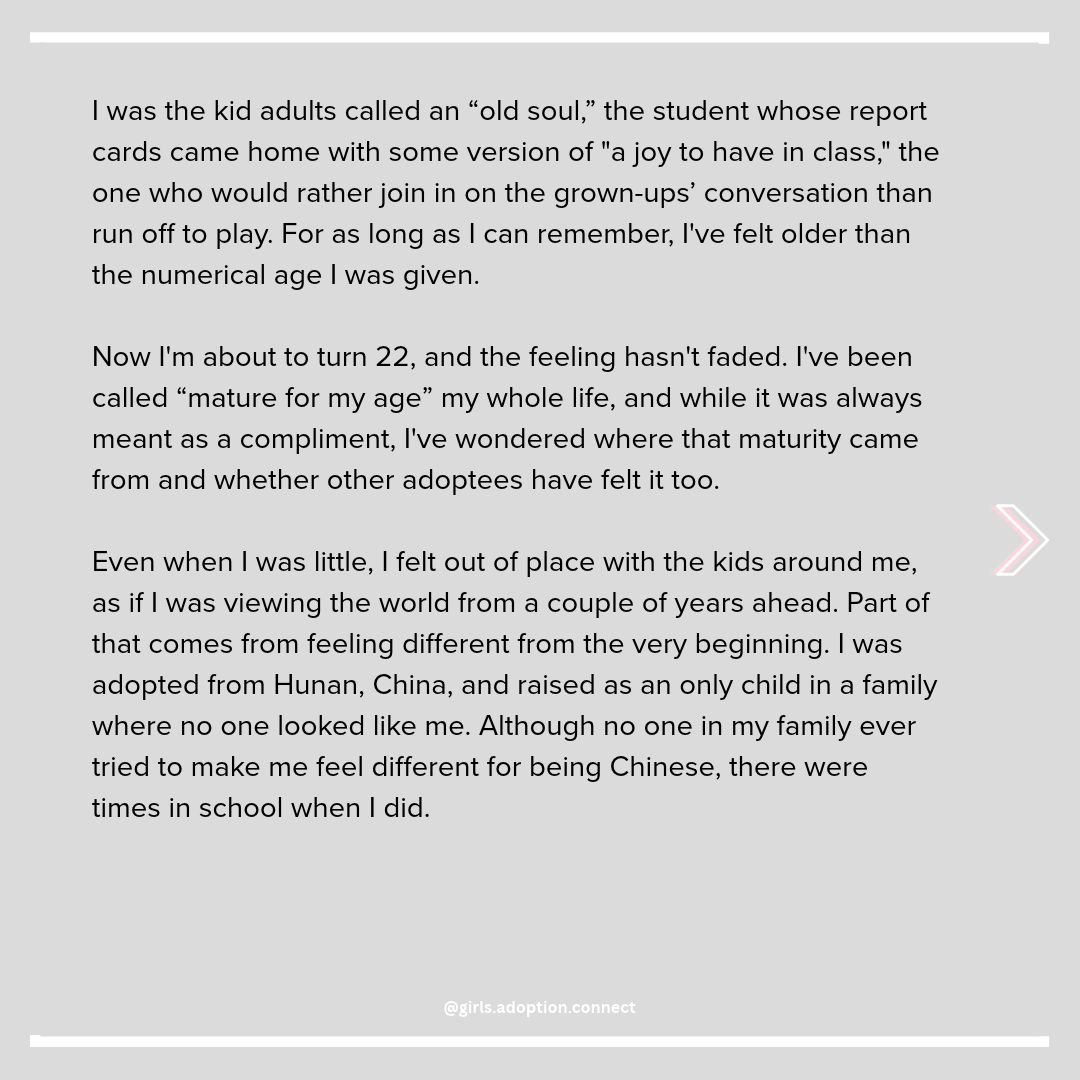 I was the kid adults called an “old soul,” the student whose report
cards came home with some version of "a joy to have in class," the
one who would rather join in on the grown-ups’ conversation than
run off to play. For as long as I can remember, I've felt older than
the numerical age I was given.
Now I'm about to turn 22, and the feeling hasn't faded. I've been
called “mature for my age” my whole life, and while it was always
meant as a compliment, I've wondered where that maturity came
from and whether other adoptees have felt it too.
Even when I was little, I felt out of place with the kids around me,
as if I was viewing the world from a couple of years ahead. Part of
that comes from feeling different from the very beginning. I was
adopted from Hunan, China, and raised as an only child in a family
where no one looked like me. Although no one in my family ever
tried to make me feel different for being Chinese, there were
times in school when I did.
@girls.adoption.connect